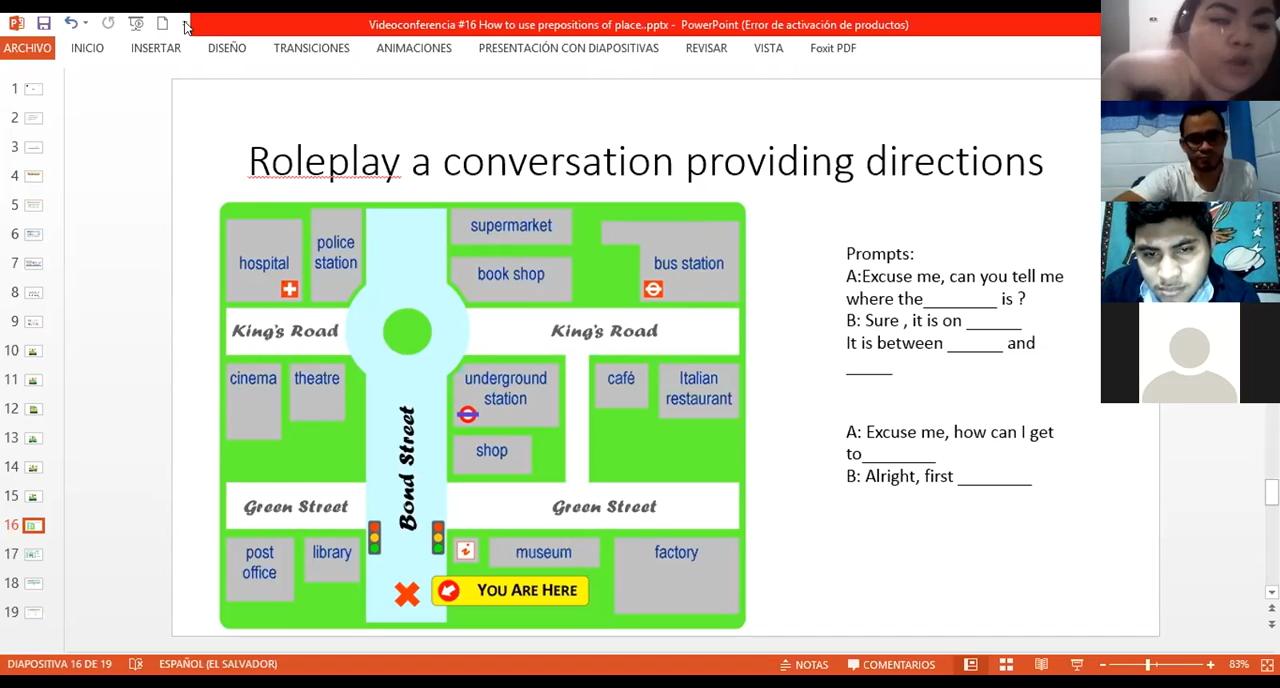 Videoconferencia #16 How to use prepositions of place..pptx - PowerPoint (Error de activación de productos)
ARCHIVO INICIO INSERTAR DISEÑO TRANSICIONES ANIMACIONES PRESENTACIÓN CON DIAPOSITIVAS REVISAR VISTA Foxit PDF
1
2
3
4
5
6
7
8
9
10
11
12
13
14
15
16
17
18
19
Roleplay a conversation providing directions
hospital
police
station
supermarket
book shop
bus station
King's Road
King's Road
cinema
theatre
underground
station
café
Italian
restaurant
shop
Bond Street
Green Street
Green Street
post
office
library
i
museum
factory
YOU ARE HERE
Prompts:
A:Excuse me, can you tell me
where the_________ is ?
B: Sure , it is on _______
It is between _______ and
______
A: Excuse me, how can I get
to_________
B: Alright, first _________
DIAPOSITIVA 16 DE 19 ESPAÑOL (EL SALVADOR) NOTAS COMENTARIOS 83%